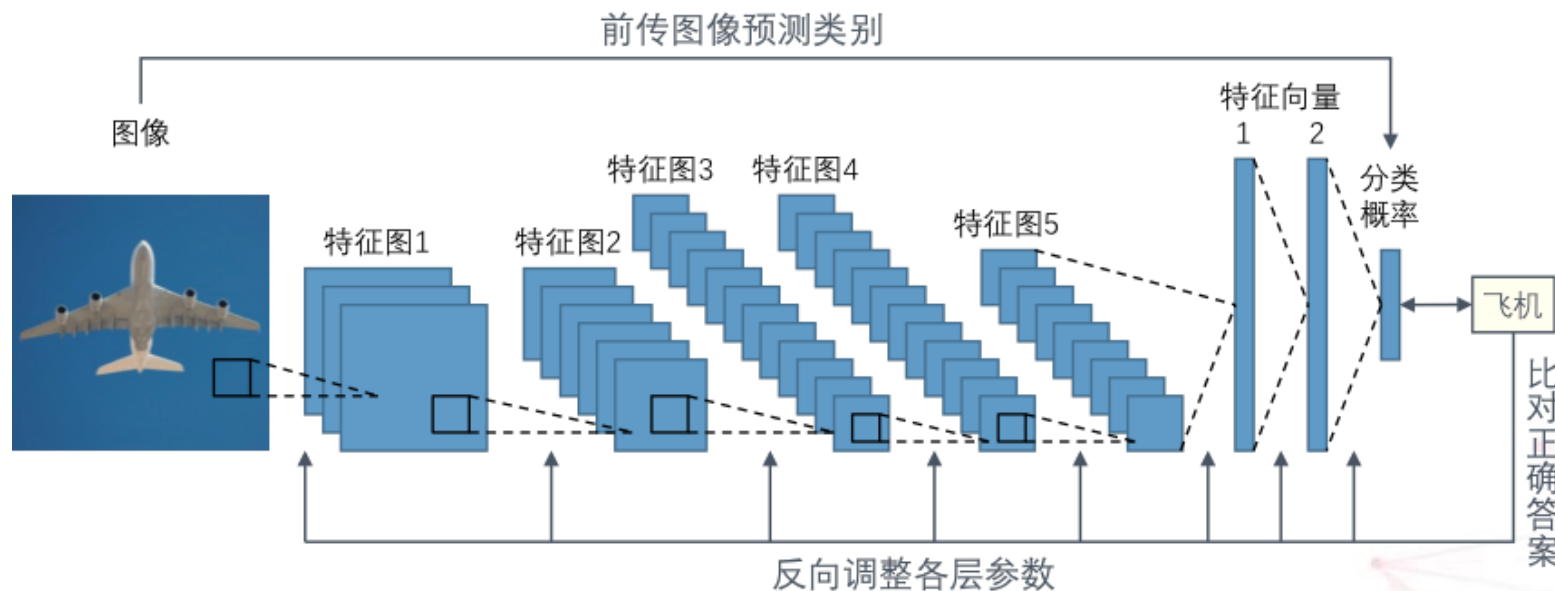 前传图像预测类别
图像
特征图1
特征图2
特征图3
特征图4
特征图5
特征向量
1
2
分类
概率
飞机
比对正确答案
反向调整各层参数